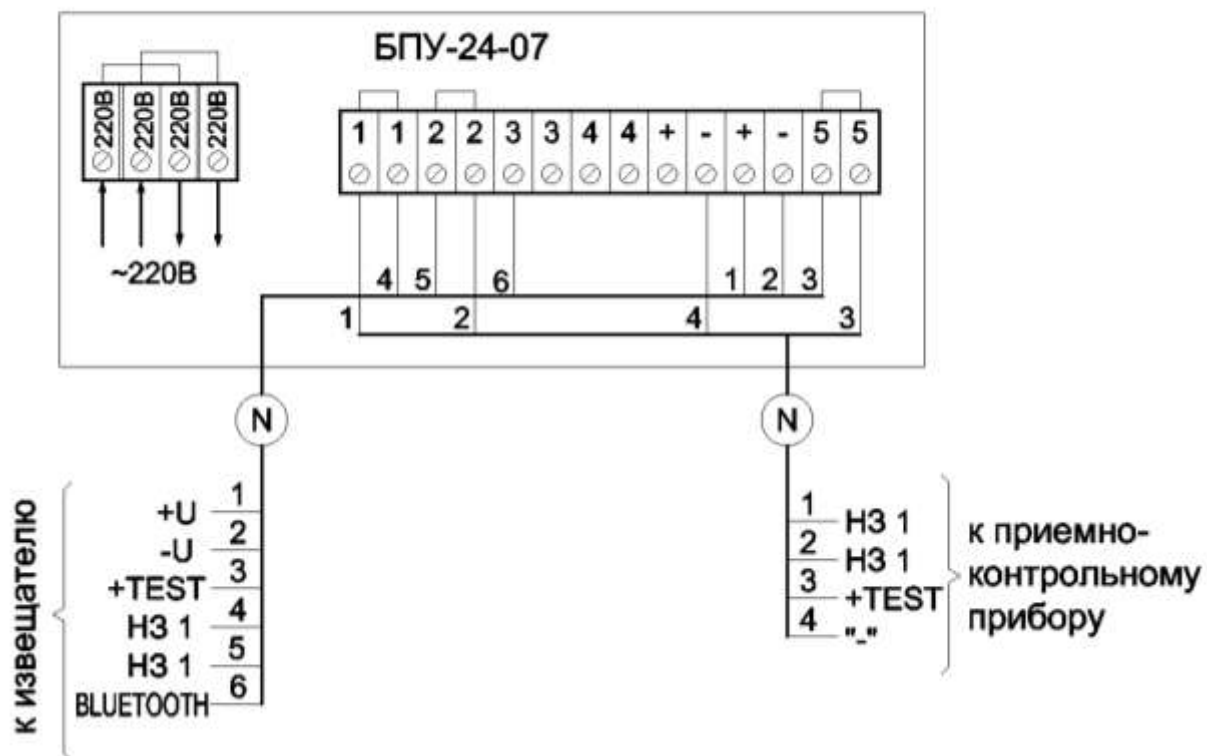 БПУ-24-07
220В 220В 220В 220В
1 1 2 2 3 3 4 4 + - + - 5 5
~220В
4 5 6 1 2 3
1 2 4 3
N N
к извещателю
1 +U
2 -U
3 +TEST
4 НЗ 1
5 НЗ 1
6 BLUETOOTH
1 НЗ 1
2 НЗ 1
3 +TEST
4 "-"
к приемно-
контрольному
прибору